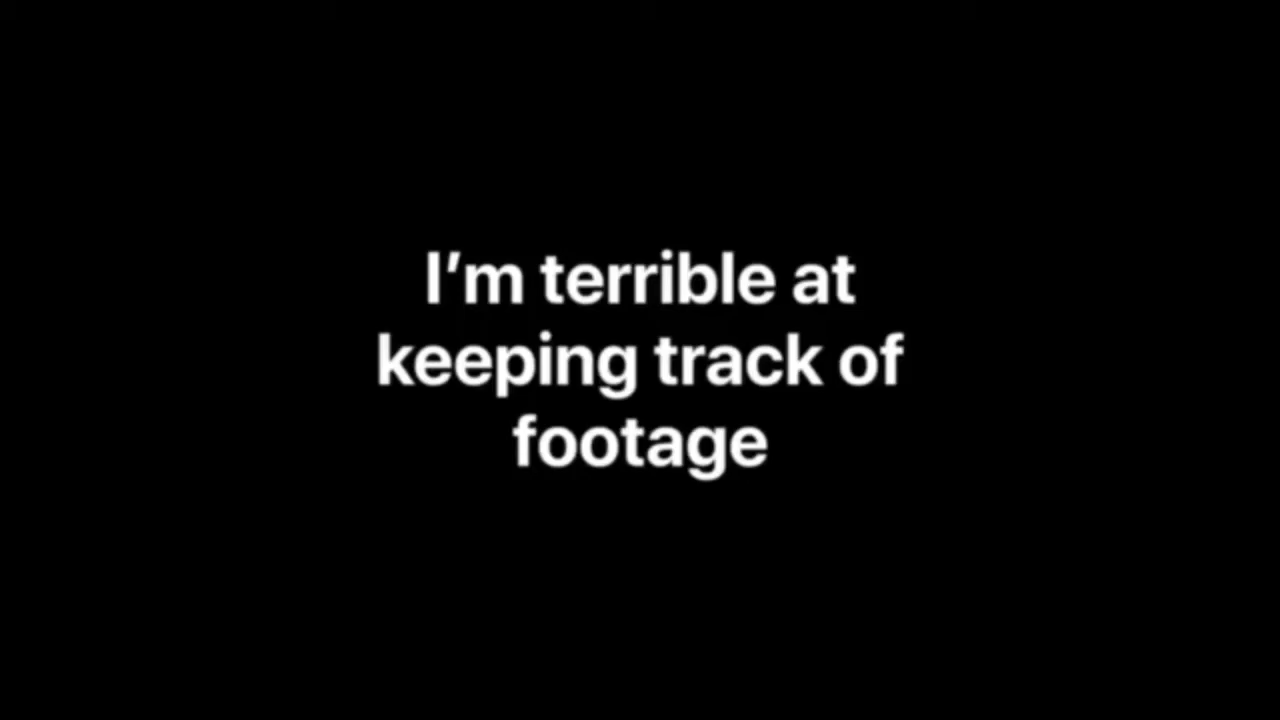 I’m terrible at
keeping track of
footage